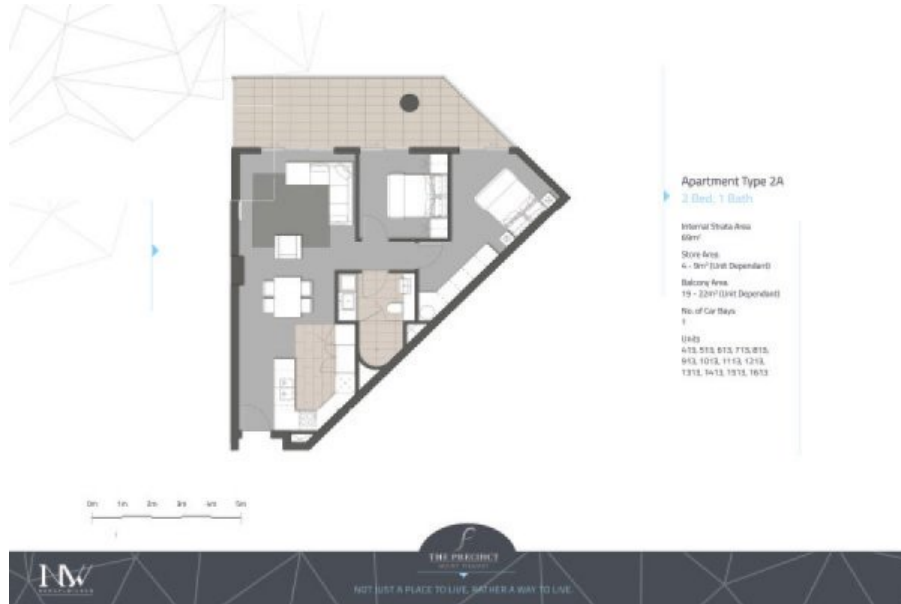 Apartment Type 2A
2 Bed, 1 Bath
Internal Strata Area
69m²
Store Area
4 - 9m² (Unit Dependant)
Balcony Area
19 - 22m² (Unit Dependant)
No. of Car Bays
1
Units
413, 513, 613, 713, 813,
913, 1013, 1113, 1213,
1313, 1413, 1513, 1613
0m 1m 2m 3m 4m 5m
THE PRECINCT
NW
NOT JUST A PLACE TO LIVE, RATHER A WAY TO LIVE.